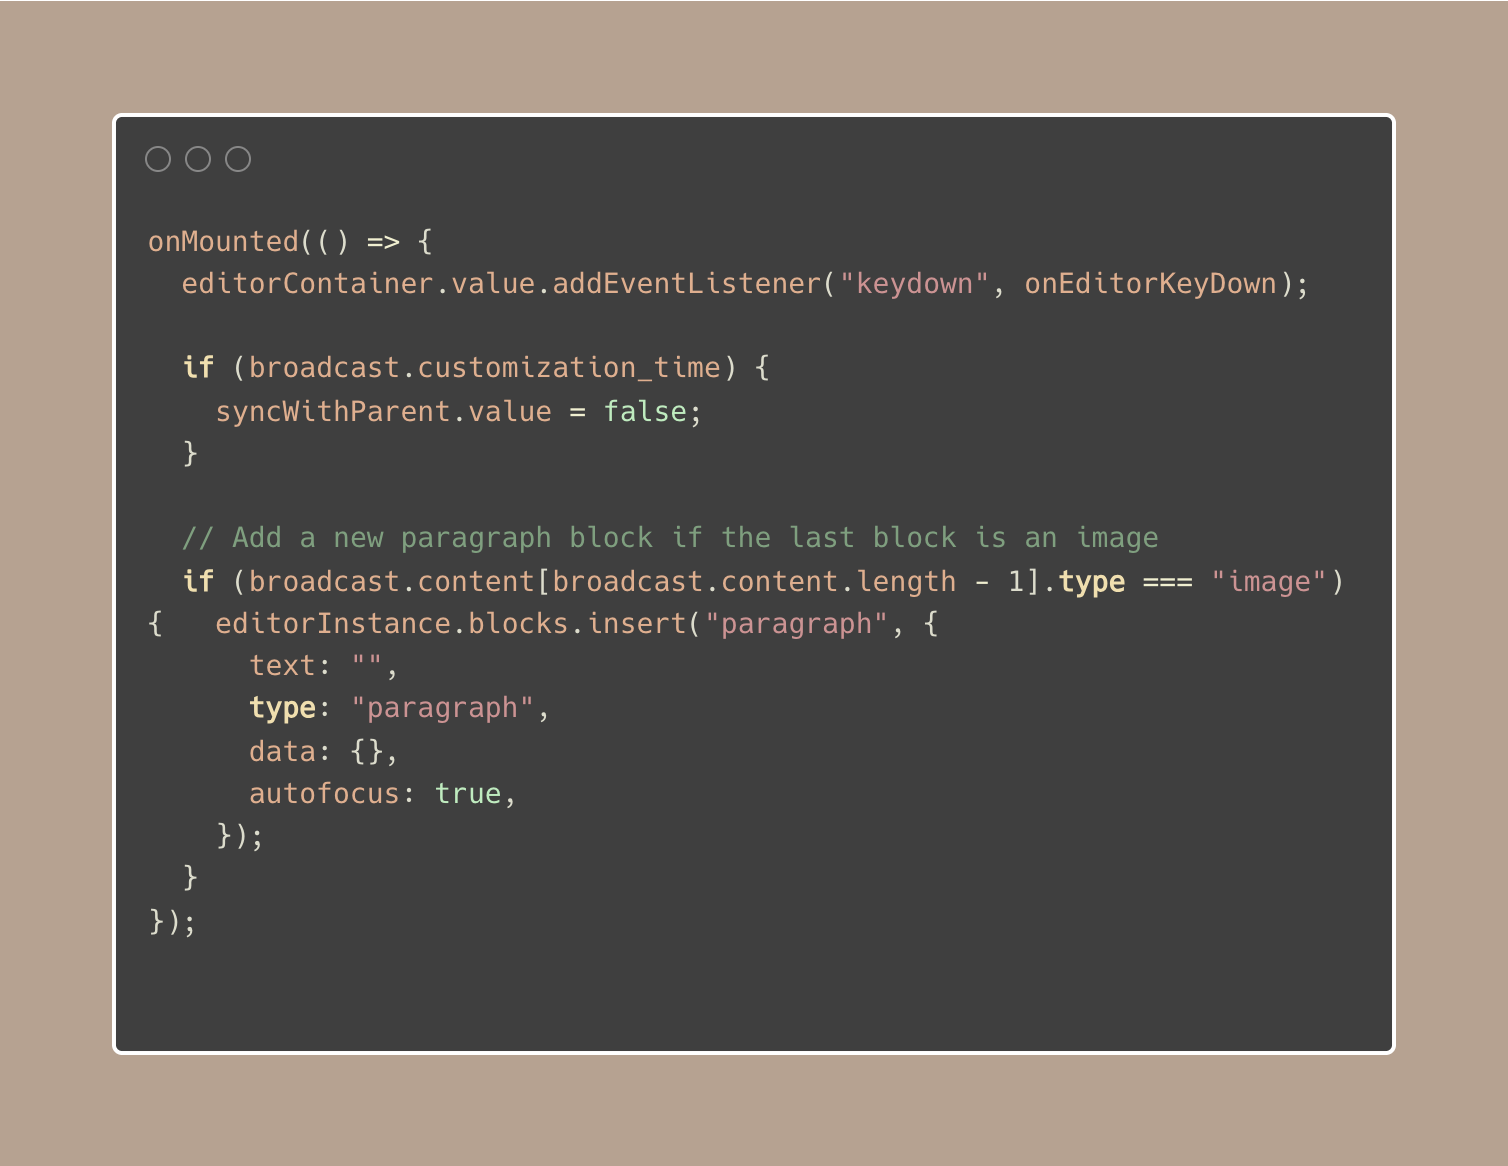 onMounted(() => {
  editorContainer.value.addEventListener("keydown", onEditorKeyDown);

  if (broadcast.customization_time) {
    syncWithParent.value = false;
  }

  // Add a new paragraph block if the last block is an image
  if (broadcast.content[broadcast.content.length - 1].type === "image")
{   editorInstance.blocks.insert("paragraph", {
      text: "",
      type: "paragraph",
      data: {},
      autofocus: true,
    });
  }
});